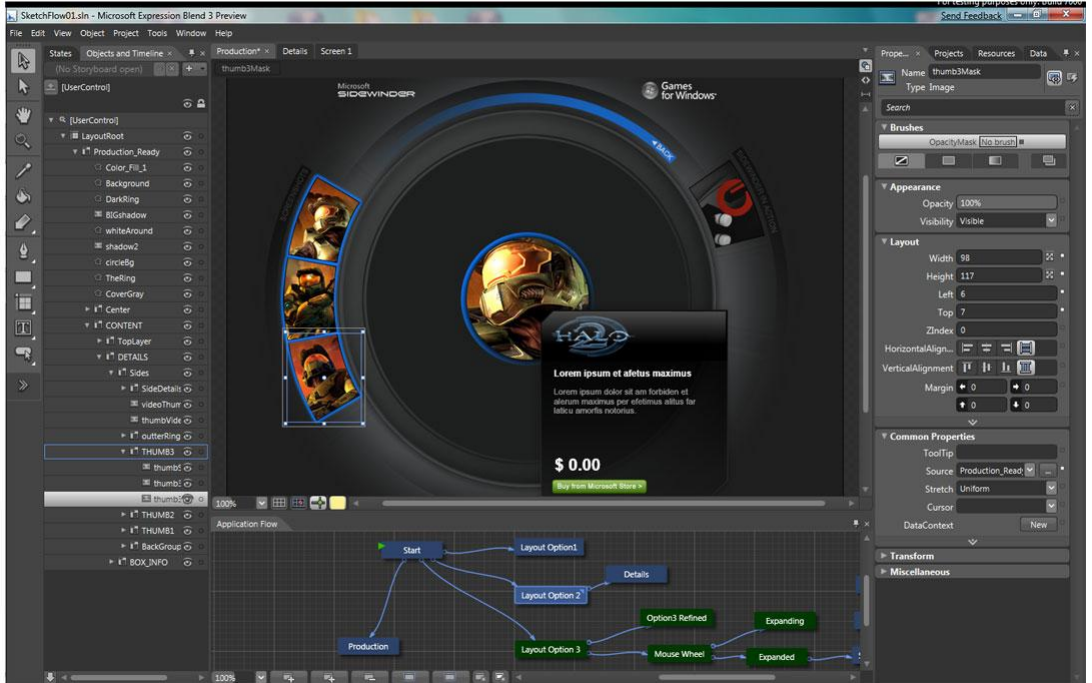 For testing purposes only. Build 7000
SketchFlow01.sln - Microsoft Expression Blend 3 Preview
Send Feedback
File Edit View Object Project Tools Window Help
States Objects and Timeline ×
(No Storyboard open)
[UserControl]
[UserControl]
LayoutRoot
Production_Ready
Color_Fill_1
Background
DarkRing
BIGshadow
whiteAround
shadow2
circleBg
TheRing
CoverGray
Center
CONTENT
TopLayer
DETAILS
Sides
SideDetails
videoThum
thumbVide
outterRing
THUMB3
thumb
thumb
thumb
THUMB2
THUMB1
BackGroup
BOX_INFO
Production* × Details Screen 1
thumb3Mask
Microsoft
SIDEWINDER
Games
for Windows
BACK
HALO 2
Lorem ipsum et afetus maximus
Lorem ipsum dolor sit am forbiden et
alerum maximus per efetimus alitus far
laticu amorfis notorius.
$ 0.00
Buy from Microsoft Store >
100%
Application Flow
Start
Layout Option1
Layout Option 2
Details
Production
Layout Option 3
Option3 Refined
Mouse Wheel
Expanding
Expanded
100%
Prope... × Projects Resources Data
Name thumb3Mask
Type Image
Search
Brushes
OpacityMask No brush
Appearance
Opacity 100%
Visibility Visible
Layout
Width 98
Height 117
Left 6
Top 7
ZIndex 0
HorizontalAlign...
VerticalAlignment
Margin 0 0
0 0
Common Properties
ToolTip
Source Production_Read
Stretch Uniform
Cursor
DataContext New
Transform
Miscellaneous